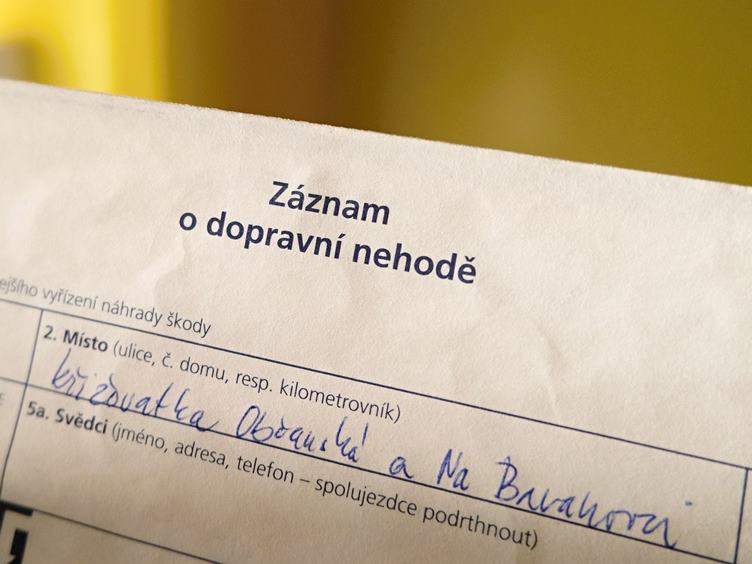 Záznam
o dopravní nehodě
ejšího vyřízení náhrady škody
2. Místo (ulice, č. domu, resp. kilometrovník)
křižovatka Občanská a Na
5a. Svědci (jméno, adresa, telefon – spolujezdce podrthnout)